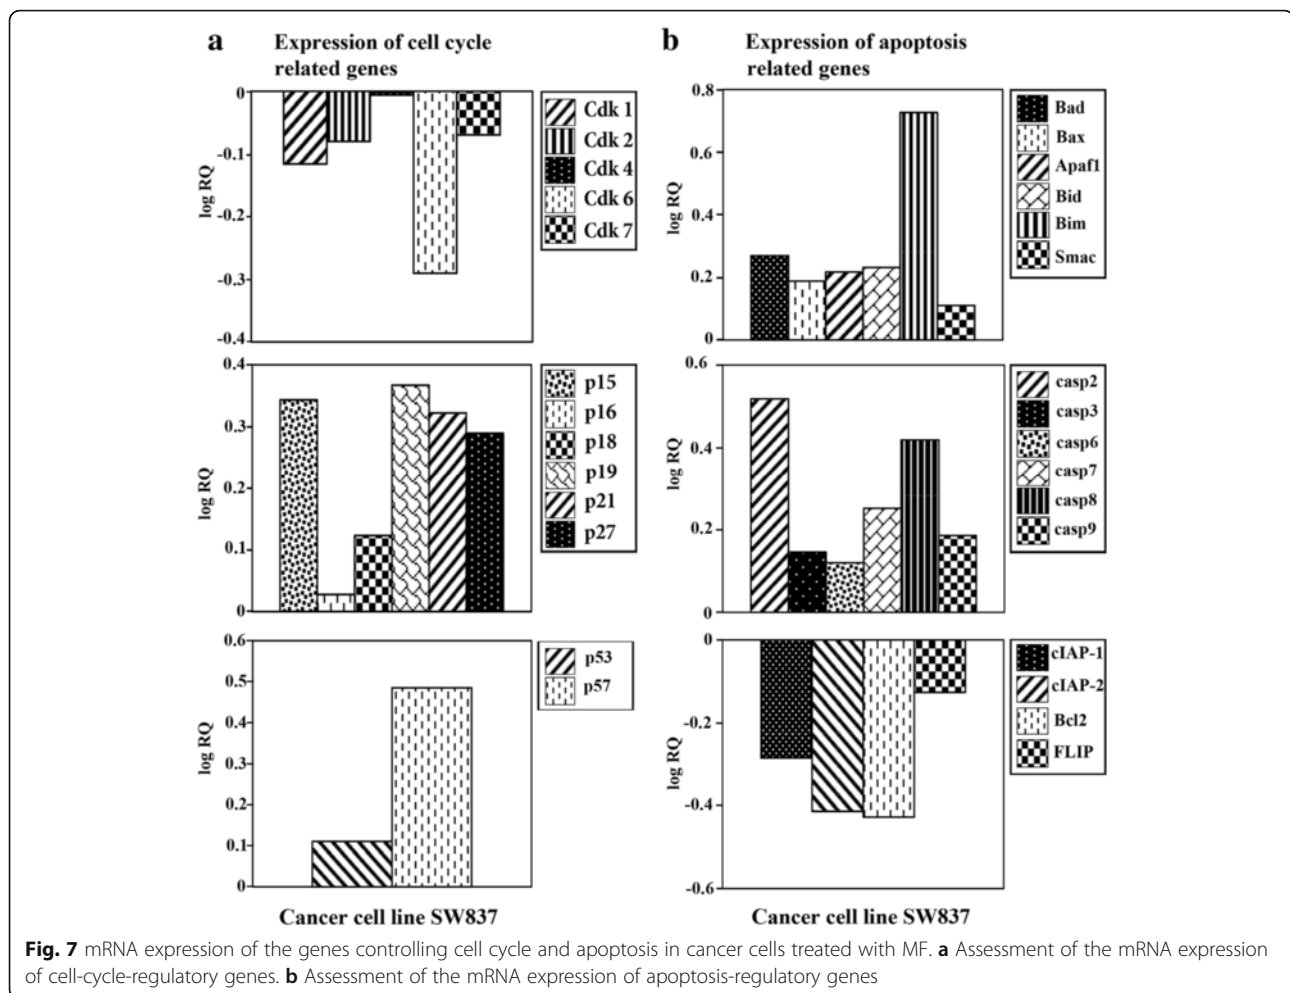 a Expression of cell cycle
related genes
0
-0.1
-0.2
-0.3
-0.4
log RQ
Cdk 1
Cdk 2
Cdk 4
Cdk 6
Cdk 7
0.4
0.3
0.2
0.1
0
log RQ
p15
p16
p18
p19
p21
p27
0.6
0.5
0.4
0.3
0.2
0.1
0
log RQ
p53
p57
Cancer cell line SW837
b Expression of apoptosis
related genes
0.8
0.6
0.4
0.2
0
log RQ
Bad
Bax
Apaf1
Bid
Bim
Smac
0.6
0.4
0.2
0
log RQ
casp2
casp3
casp6
casp7
casp8
casp9
0
-0.2
-0.4
-0.6
log RQ
cIAP-1
cIAP-2
Bcl2
FLIP
Cancer cell line SW837
Fig. 7 mRNA expression of the genes controlling cell cycle and apoptosis in cancer cells treated with MF. a Assessment of the mRNA expression
of cell-cycle-regulatory genes. b Assessment of the mRNA expression of apoptosis-regulatory genes